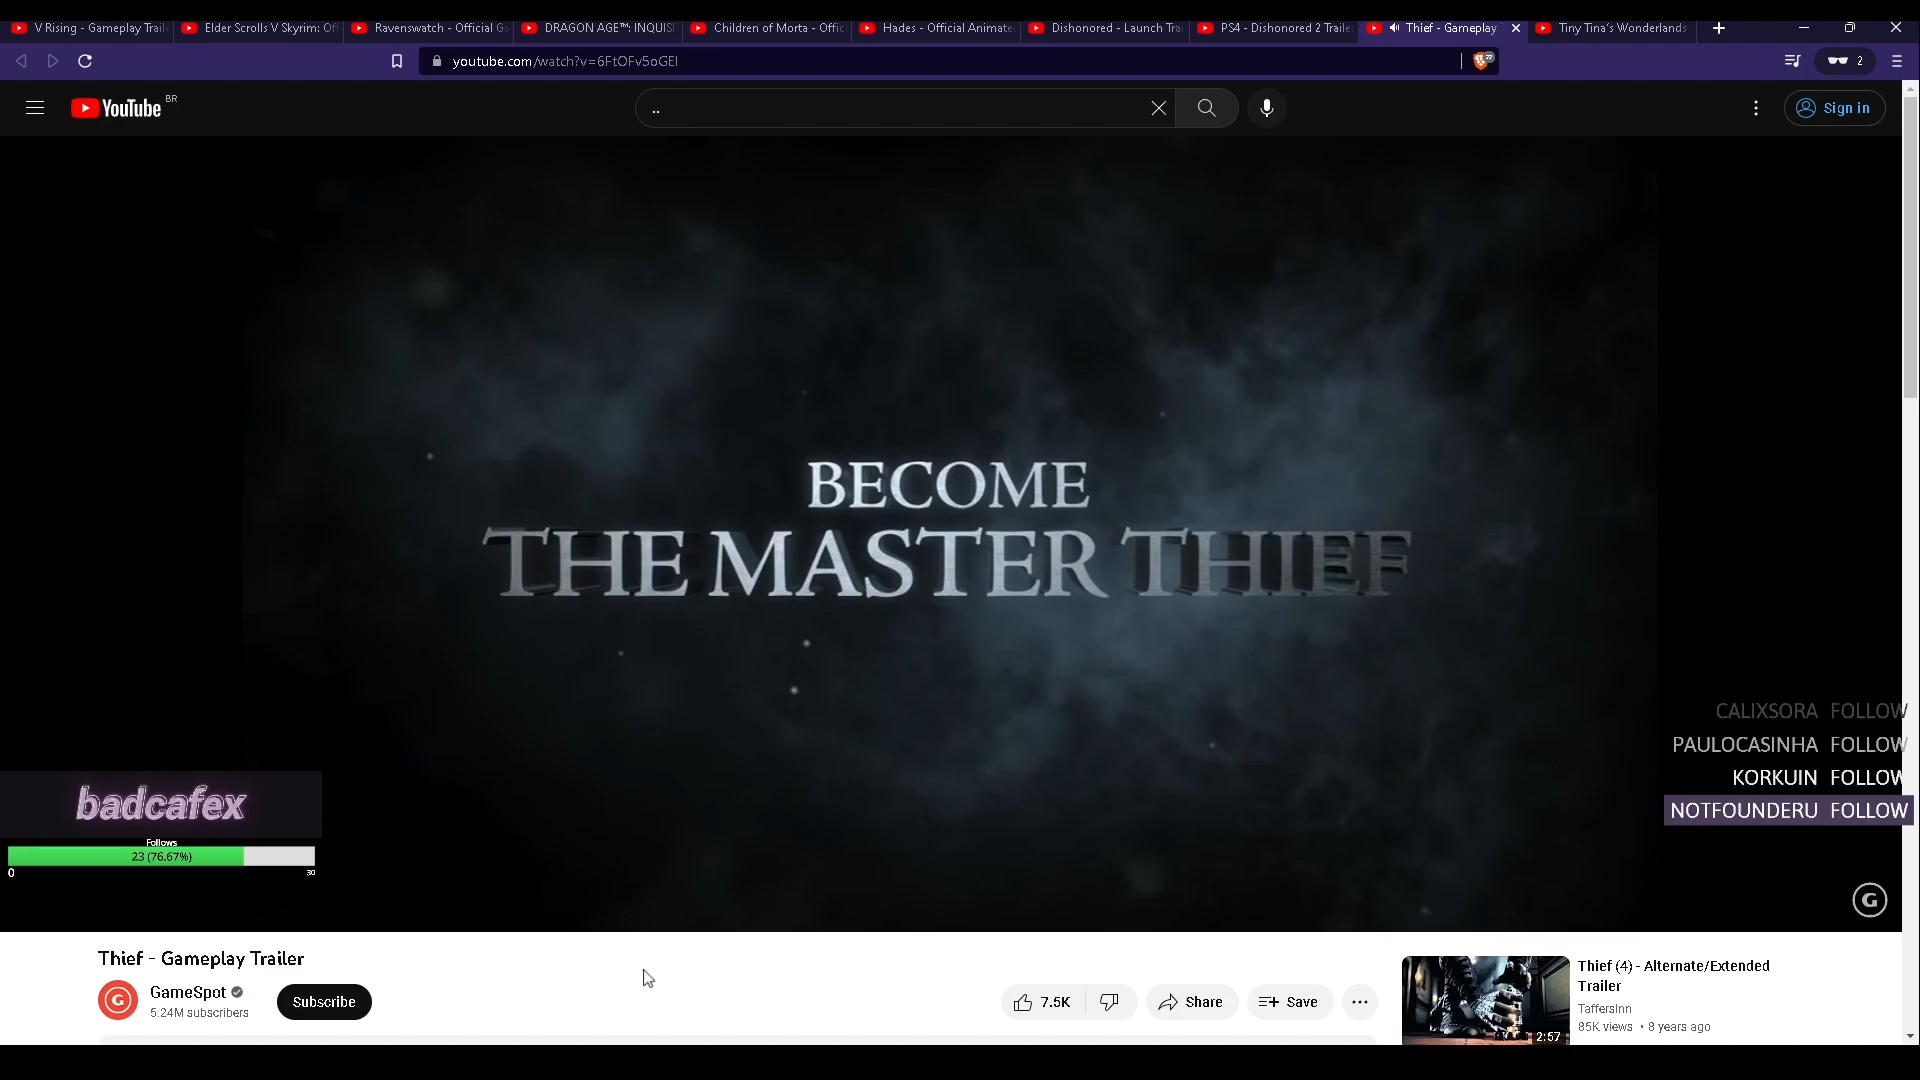 V Rising - Gameplay Trail
Elder Scrolls V Skyrim: Of
Ravenswatch - Official G
DRAGON AGE™: INQUIS
Children of Morta - Offic
Hades - Official Animate
Dishonored - Launch Tra
PS4 - Dishonored 2 Traile
Thief - Gameplay
Tiny Tina's Wonderlands
youtube.com/watch?v=6FtOFv5oGEI
22
2
YouTube BR
..
Sign in
BECOME
THE MASTER THIEF
CALIXSORA FOLLOW
PAULOCASINHA FOLLOW
KORKUIN FOLLOW
NOTFOUNDERU FOLLOW
badcafex
Follows
23 (76.67%)
0 30
G
Thief - Gameplay Trailer
GameSpot
5.24M subscribers
Subscribe
7.5K
Share
Save
Thief (4) - Alternate/Extended
Trailer
TaffersInn
85K views • 8 years ago
2:57